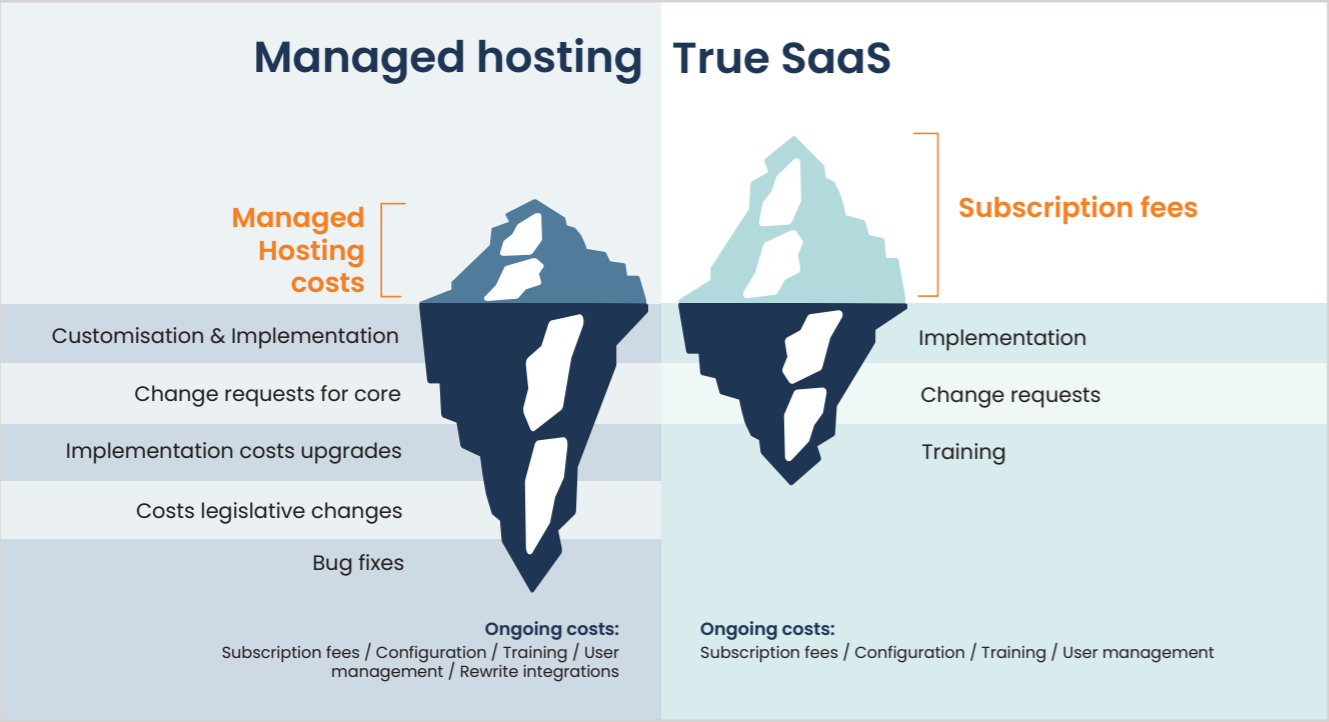 Managed hosting
True SaaS
Managed
Hosting
costs
Subscription fees
Customisation & Implementation
Change requests for core
Implementation costs upgrades
Costs legislative changes
Bug fixes
Implementation
Change requests
Training
Ongoing costs:
Subscription fees / Configuration / Training / User
management / Rewrite integrations
Ongoing costs:
Subscription fees / Configuration / Training / User management